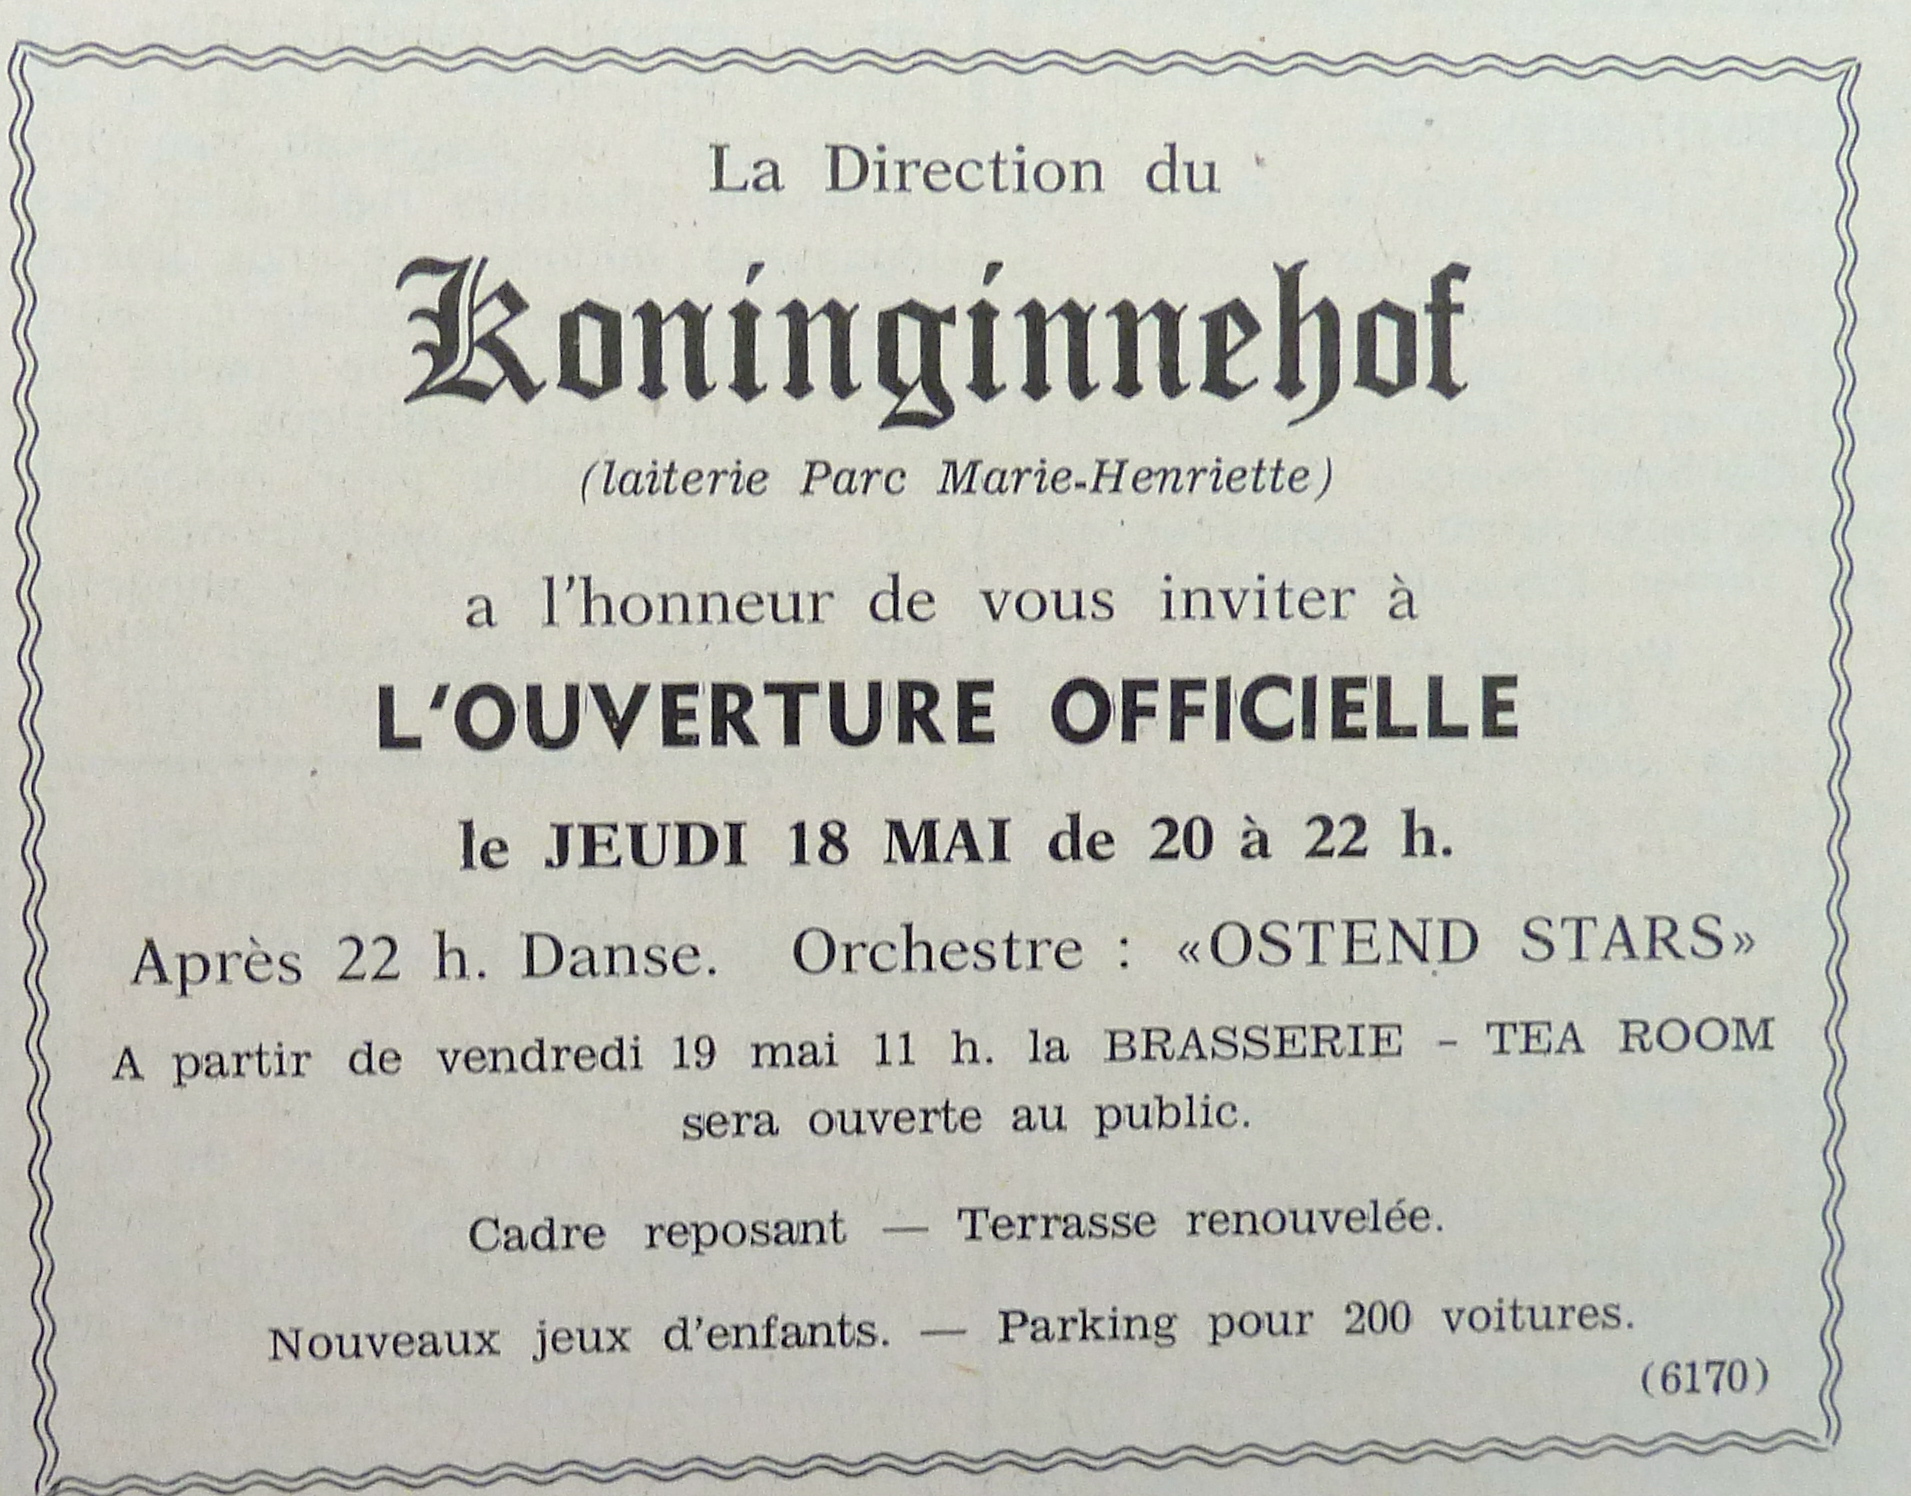 La Direction du
Koninginnehof
(laiterie Parc Marie-Henriette)
a l'honneur de vous inviter à
L'OUVERTURE OFFICIELLE
le JEUDI 18 MAI de 20 à 22 h.
Après 22 h. Danse. Orchestre : «OSTEND STARS»
A partir de vendredi 19 mai 11 h. la BRASSERIE - TEA ROOM
sera ouverte au public.
Cadre reposant — Terrasse renouvelée.
Nouveaux jeux d'enfants. — Parking pour 200 voitures.
(6170)